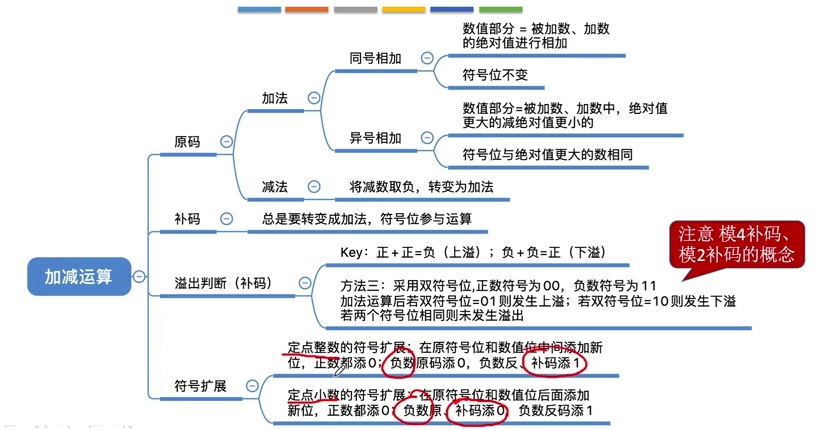 数值部分 = 被加数、加数
的绝对值进行相加
同号相加
符号位不变
加法
数值部分=被加数、加数中，绝对值
更大的减绝对值更小的
异号相加
原码
符号位与绝对值更大的数相同
减法
将减数取负，转变为加法
补码
总是要转变成加法，符号位参与运算
注意 模4补码、
模2补码的概念
Key：正＋正=负（上溢）；负＋负=正（下溢）
加减运算
溢出判断（补码）
方法三：采用双符号位,正数符号为00，负数符号为11
加法运算后若双符号位=01则发生上溢；若双符号位=10则发生下溢
若两个符号位相同则未发生溢出
定点整数的符号扩展：在原符号位和数值位中间添加新
位，正数都添0；负数原码添0，负数反、补码添1
符号扩展
定点小数的符号扩展：在原符号位和数值位后面添加
新位，正数都添0；负数原、补码添0，负数反码添1